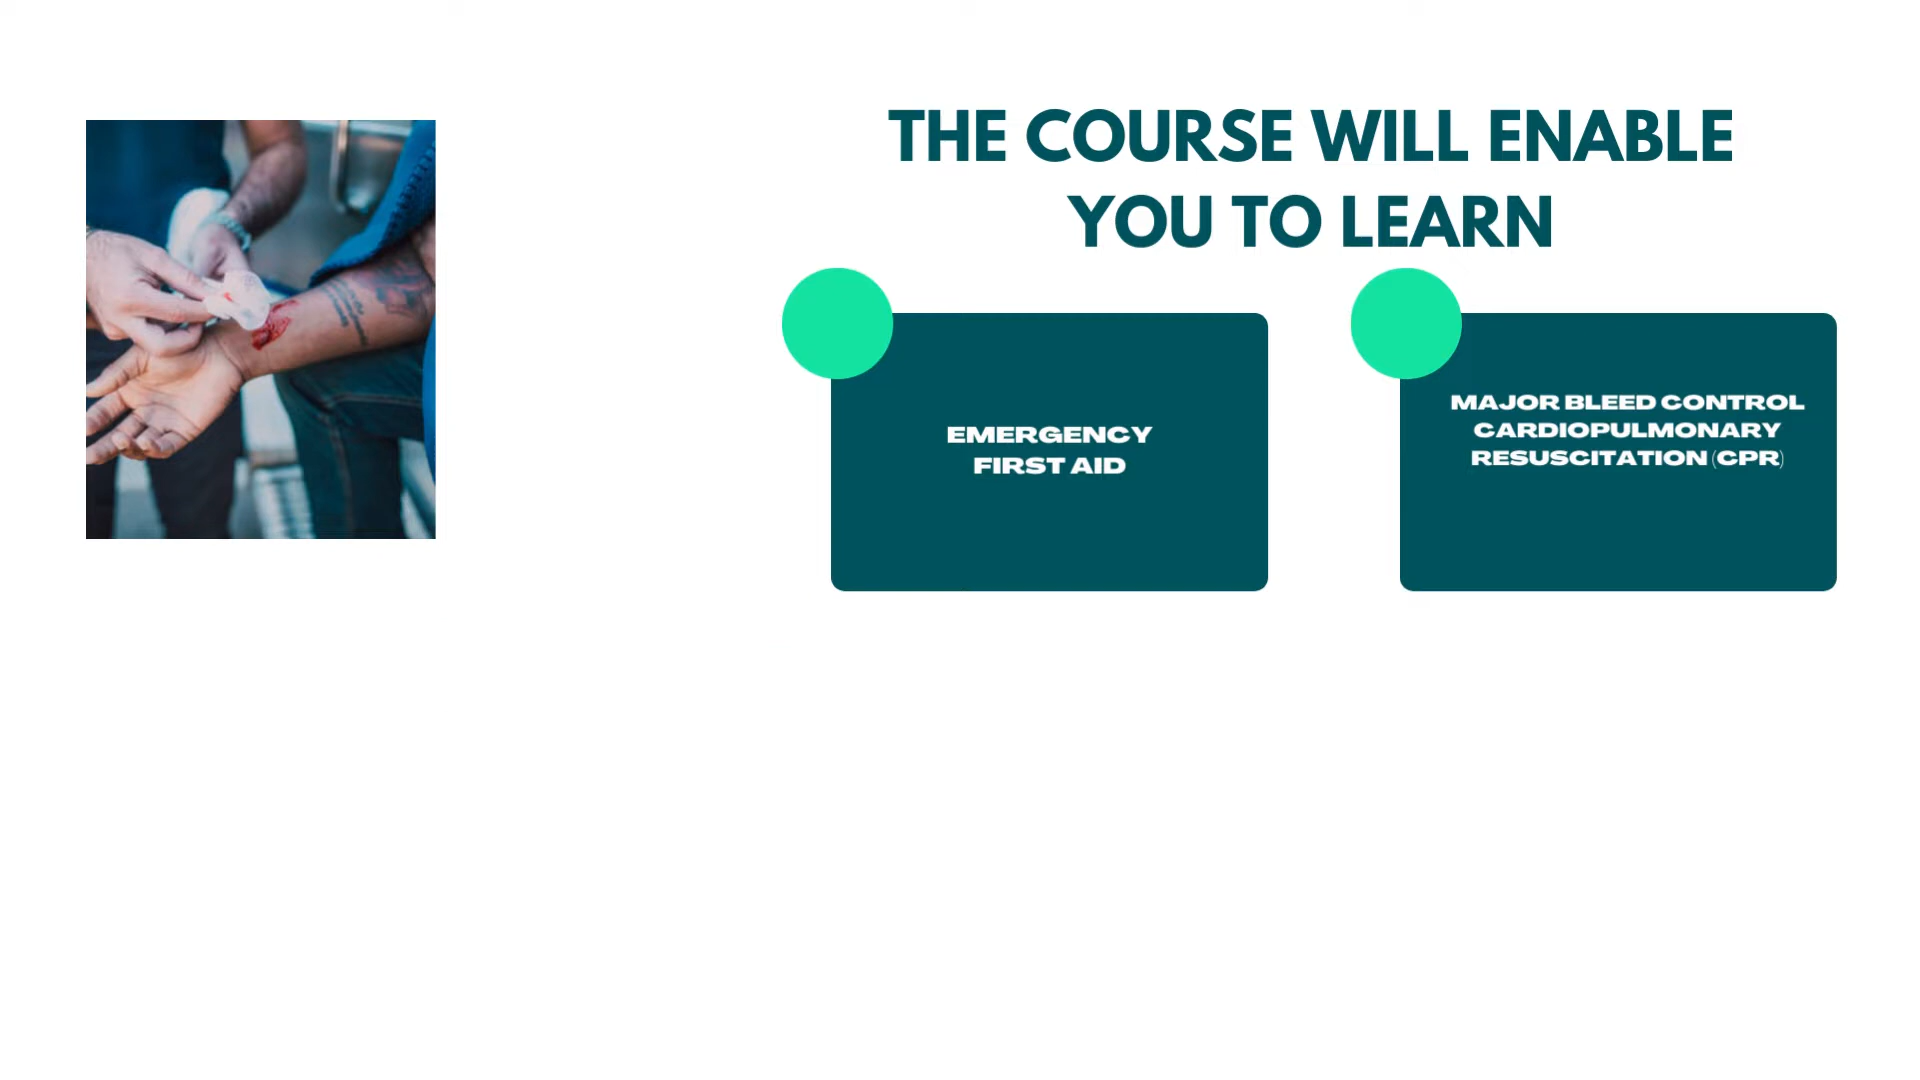 THE COURSE WILL ENABLE
YOU TO LEARN
EMERGENCY
FIRST AID
MAJOR BLEED CONTROL
CARDIOPULMONARY
RESUSCITATION (CPR)